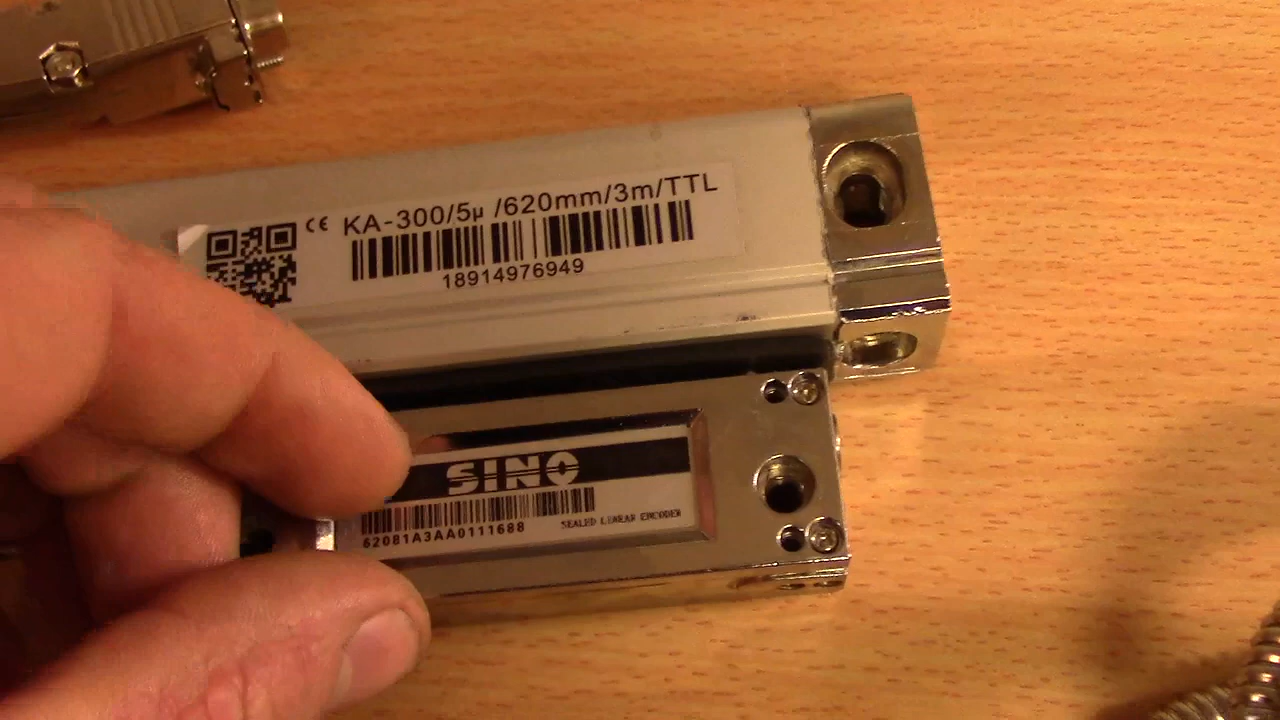 CE KA-300/5µ /620mm/3m/TTL
18914976949
SINO
62081A3AA0111688
SEALED LINEAR ENCODER